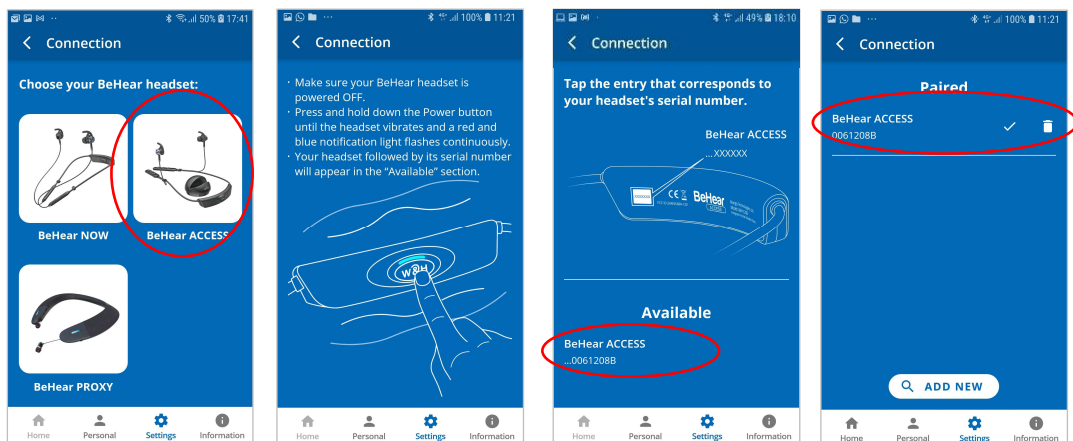 50% 17:41
Connection
Choose your BeHear headset:
BeHear NOW
BeHear ACCESS
BeHear PROXY
Home Personal Settings Information
100% 11:21
Connection
· Make sure your BeHear headset is
powered OFF.
· Press and hold down the Power button
until the headset vibrates and a red and
blue notification light flashes continuously.
· Your headset followed by its serial number
will appear in the “Available” section.
W&H
Home Personal Settings Information
49% 18:10
Connection
Tap the entry that corresponds to
your headset's serial number.
BeHear ACCESS
...XXXXXX
XXXXXXX
CE
BeHear
ACCESS
Available
BeHear ACCESS
...0061208B
Home Personal Settings Information
100% 11:21
Connection
Paired
BeHear ACCESS
0061208B
ADD NEW
Home Personal Settings Information